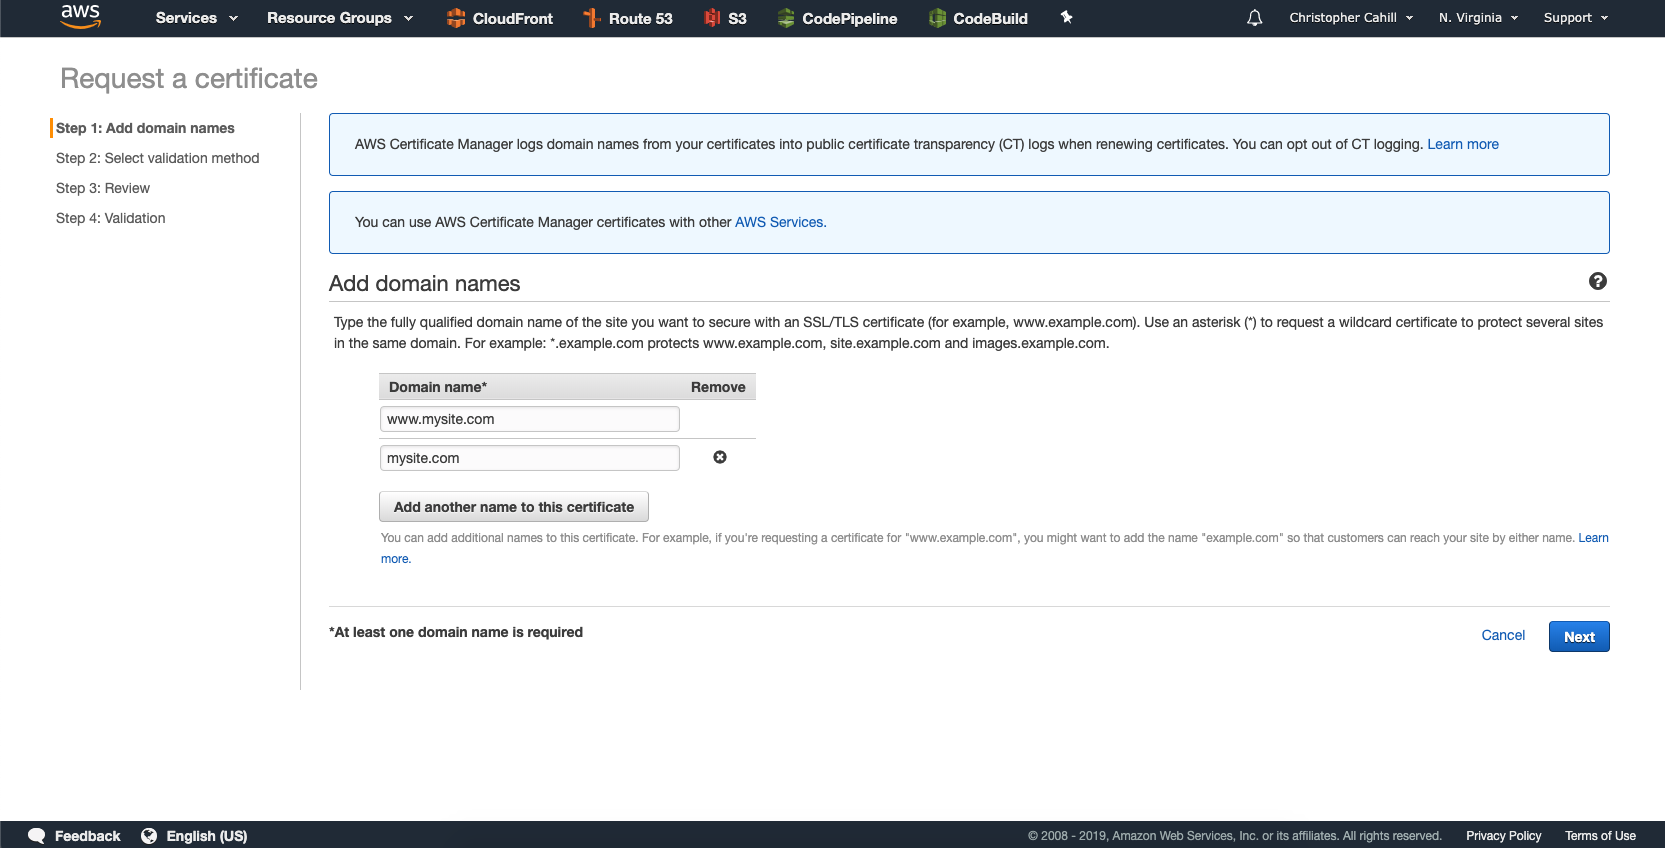 aws Services Resource Groups CloudFront Route 53 S3 CodePipeline CodeBuild Christopher Cahill N. Virginia Support
Request a certificate
Step 1: Add domain names
Step 2: Select validation method
Step 3: Review
Step 4: Validation
AWS Certificate Manager logs domain names from your certificates into public certificate transparency (CT) logs when renewing certificates. You can opt out of CT logging. Learn more
You can use AWS Certificate Manager certificates with other AWS Services.
Add domain names
Type the fully qualified domain name of the site you want to secure with an SSL/TLS certificate (for example, www.example.com). Use an asterisk (*) to request a wildcard certificate to protect several sites
in the same domain. For example: *.example.com protects www.example.com, site.example.com and images.example.com.
Domain name* Remove
www.mysite.com
mysite.com
Add another name to this certificate
You can add additional names to this certificate. For example, if you're requesting a certificate for "www.example.com", you might want to add the name "example.com" so that customers can reach your site by either name. Learn
more.
*At least one domain name is required
Cancel Next
Feedback English (US) © 2008 - 2019, Amazon Web Services, Inc. or its affiliates. All rights reserved. Privacy Policy Terms of Use